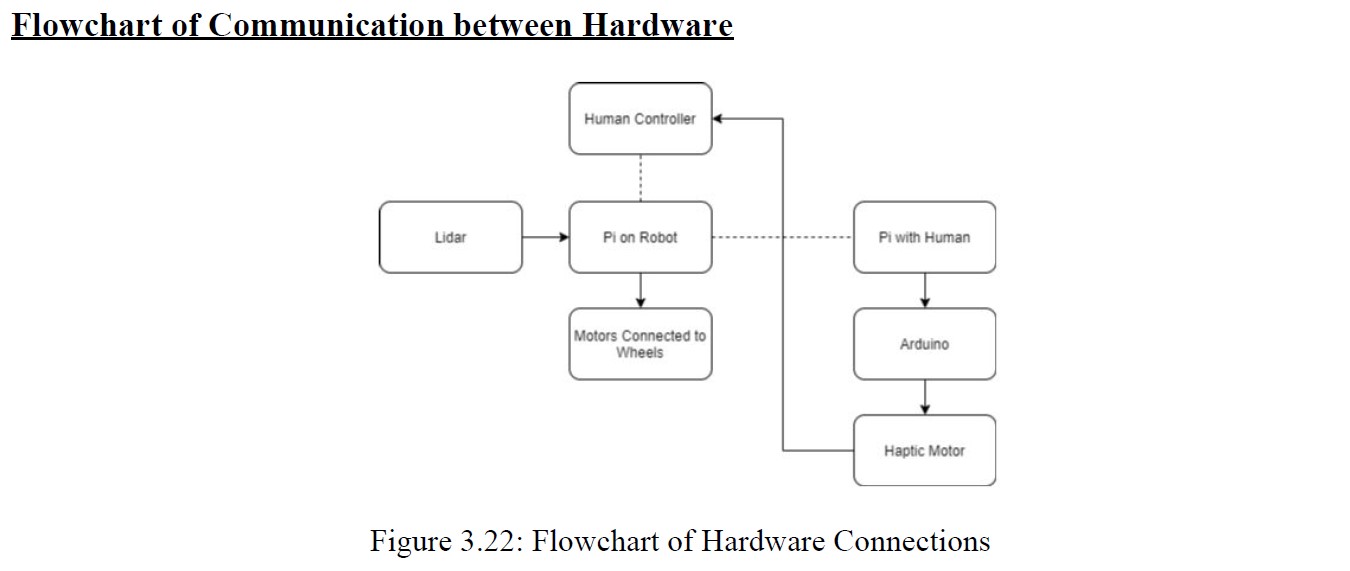 Flowchart of Communication between Hardware
Human Controller
Lidar
Pi on Robot
Pi with Human
Motors Connected to
Wheels
Arduino
Haptic Motor
Figure 3.22: Flowchart of Hardware Connections